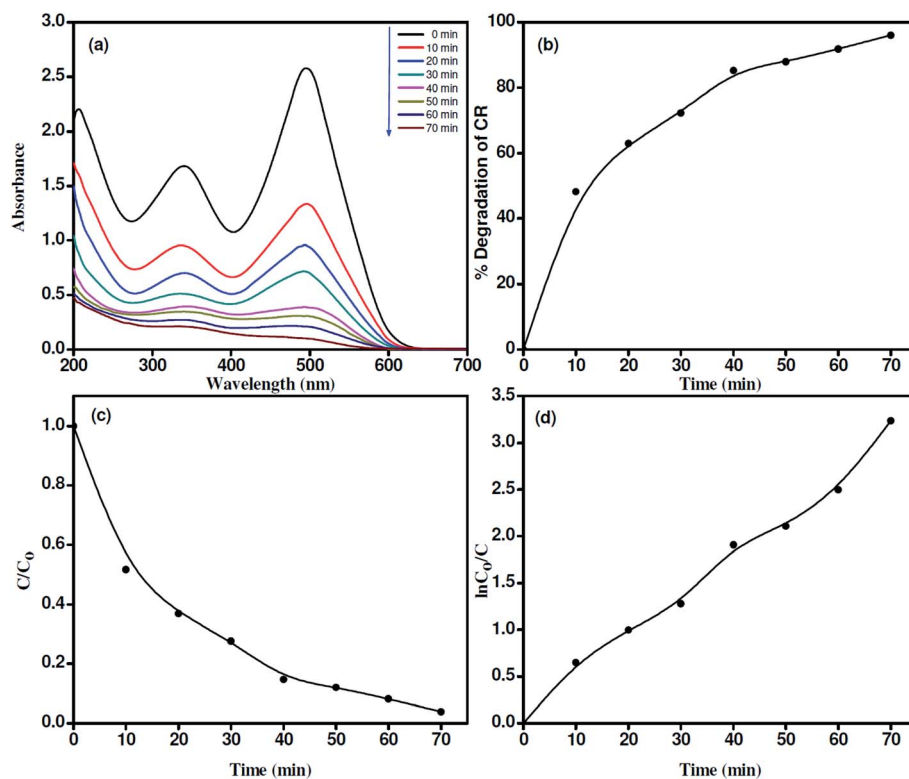 (a)
0 min
10 min
20 min
30 min
40 min
50 min
60 min
70 min
Absorbance
3.0
2.5
2.0
1.5
1.0
0.5
0.0
200 300 400 500 600 700
Wavelength (nm)
(b)
% Degradation of CR
100
80
60
40
20
0
0 10 20 30 40 50 60 70
Time (min)
(c)
C/C₀
1.0
0.8
0.6
0.4
0.2
0.0
0 10 20 30 40 50 60 70
Time (min)
(d)
lnC₀/C
3.5
3.0
2.5
2.0
1.5
1.0
0.5
0.0
0 10 20 30 40 50 60 70
Time (min)